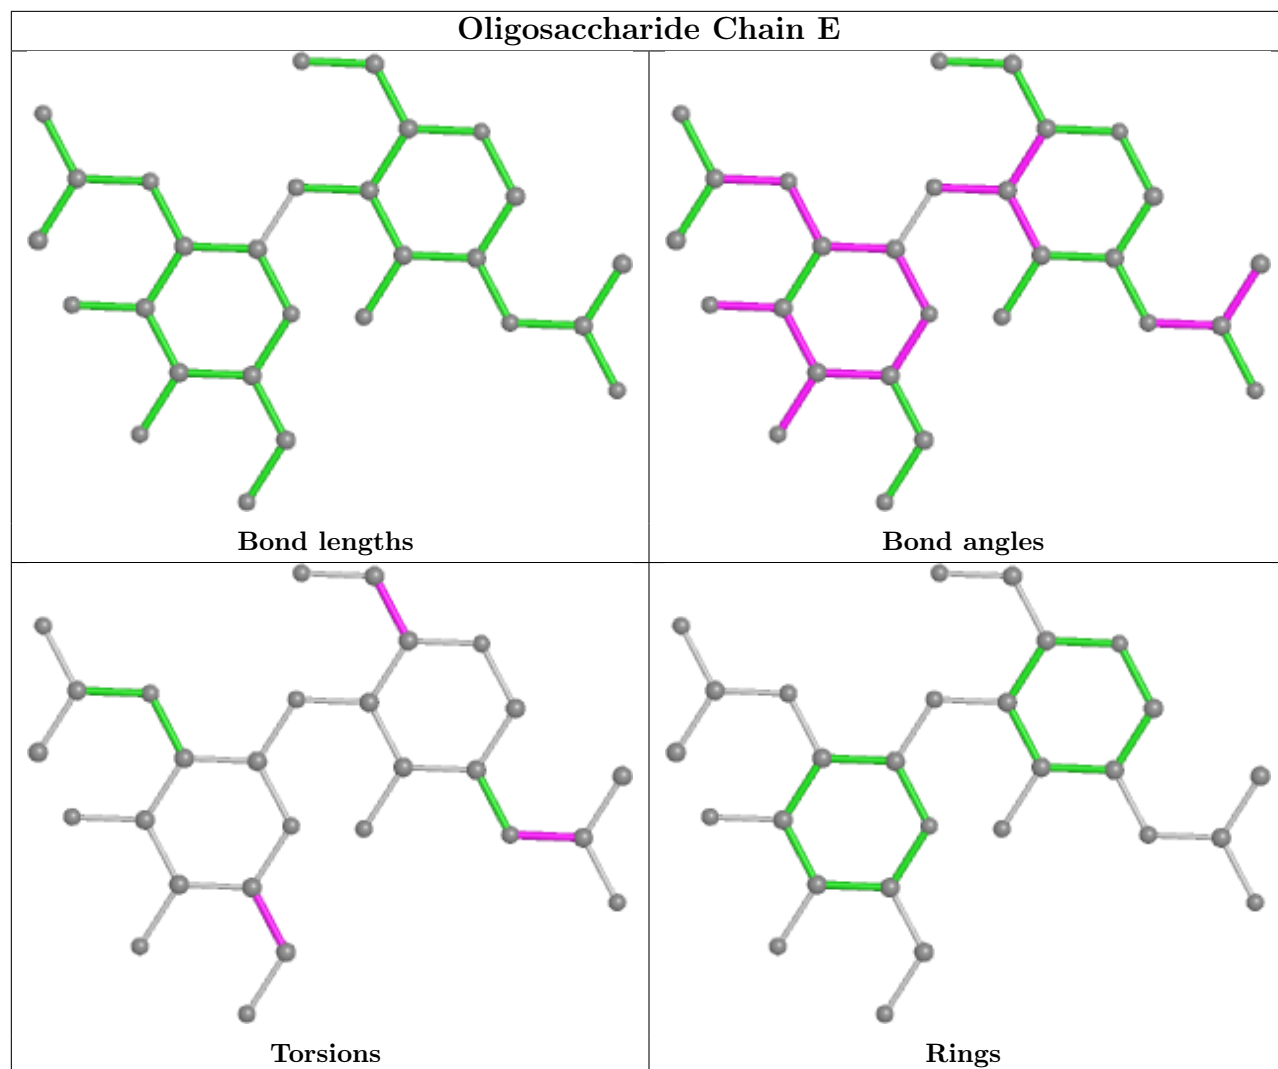 Oligosaccharide Chain E
Bond lengths
Bond angles
Torsions
Rings